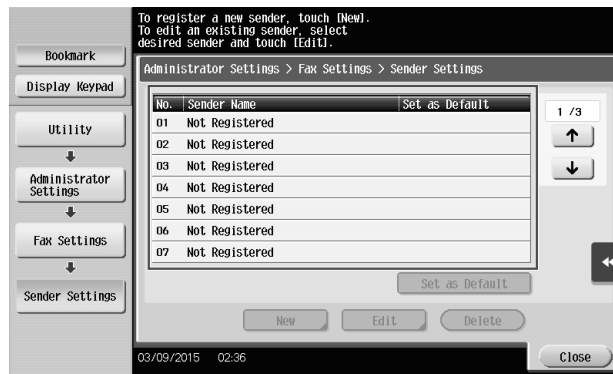 To register a new sender, touch [New].
To edit an existing sender, select
desired sender and touch [Edit].
Bookmark
Display Keypad
Utility
Administrator
Settings
Fax Settings
Sender Settings
Administrator Settings > Fax Settings > Sender Settings
No. Sender Name Set as Default
01 Not Registered
02 Not Registered
03 Not Registered
04 Not Registered
05 Not Registered
06 Not Registered
07 Not Registered
1 /3
Set as Default
New Edit Delete
03/09/2015 02:36
Close